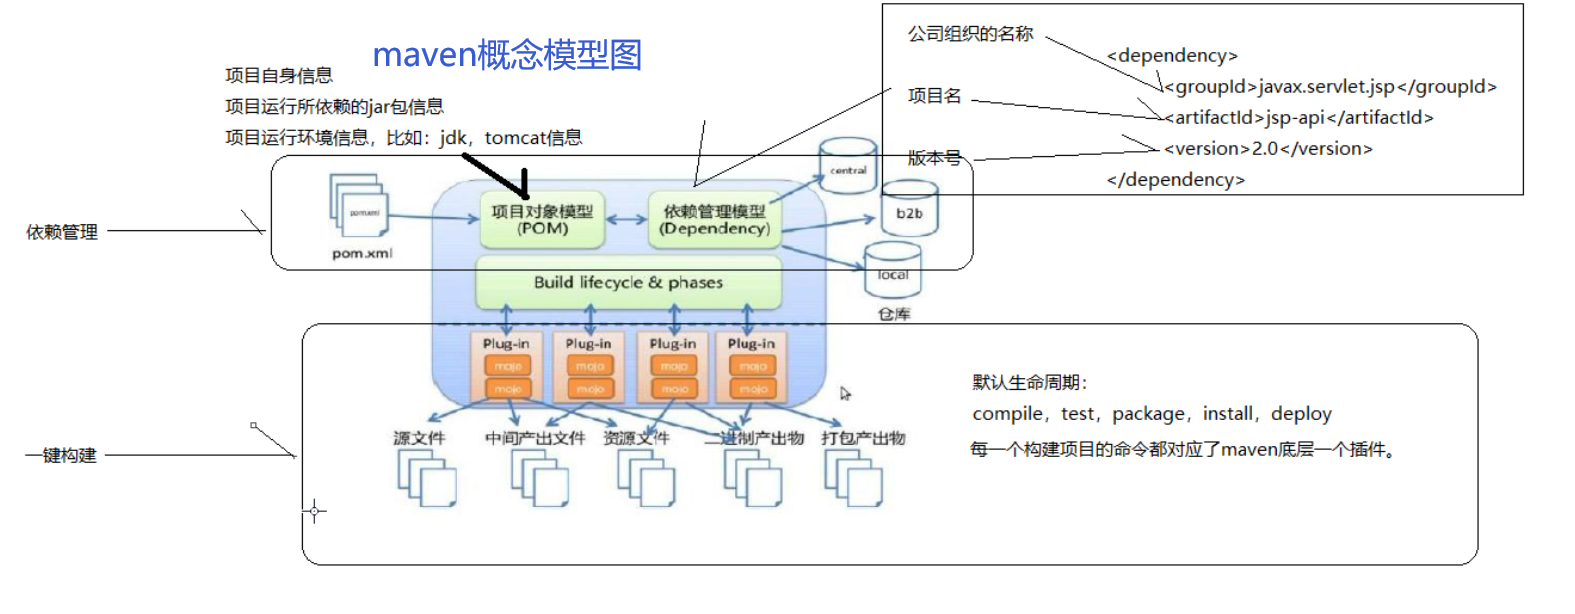 maven概念模型图
项目自身信息
项目运行所依赖的jar包信息
项目运行环境信息，比如：jdk，tomcat信息
公司组织的名称
<dependency>
<groupId>javax.servlet.jsp</groupId>
项目名
<artifactId>jsp-api</artifactId>
版本号
<version>2.0</version>
</dependency>
依赖管理
pom.xml
pom.xml
项目对象模型
(POM)
依赖管理模型
(Dependency)
central
b2b
local
仓库
Build lifecycle & phases
Plug-in
mojo
mojo
Plug-in
mojo
mojo
Plug-in
mojo
mojo
Plug-in
mojo
mojo
一键构建
源文件
中间产出文件
资源文件
二进制产出物
打包产出物
默认生命周期：
compile，test，package，install，deploy
每一个构建项目的命令都对应了maven底层一个插件。